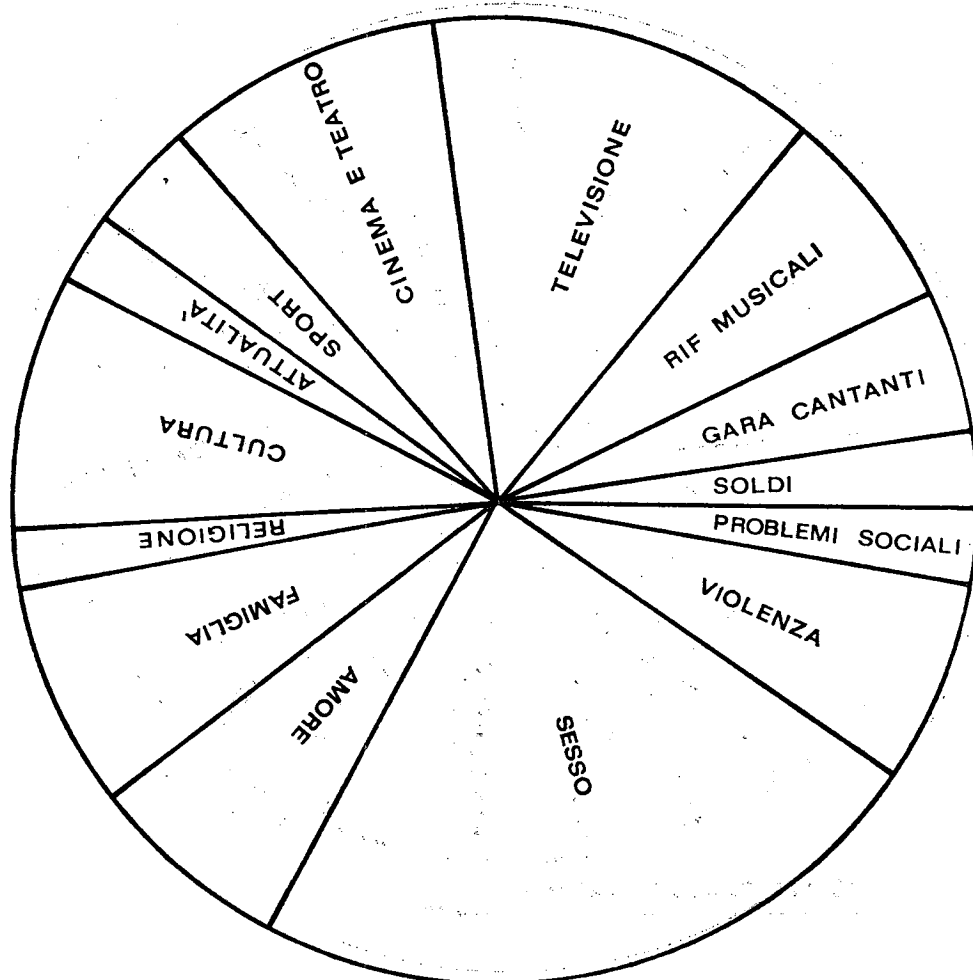 TELEVISIONE
RIF MUSICALI
GARA CANTANTI
SOLDI
PROBLEMI SOCIALI
VIOLENZA
SESSO
AMORE
FAMIGLIA
RELIGIONE
CULTURA
ATTUALITA'
SPORT
CINEMA E TEATRO